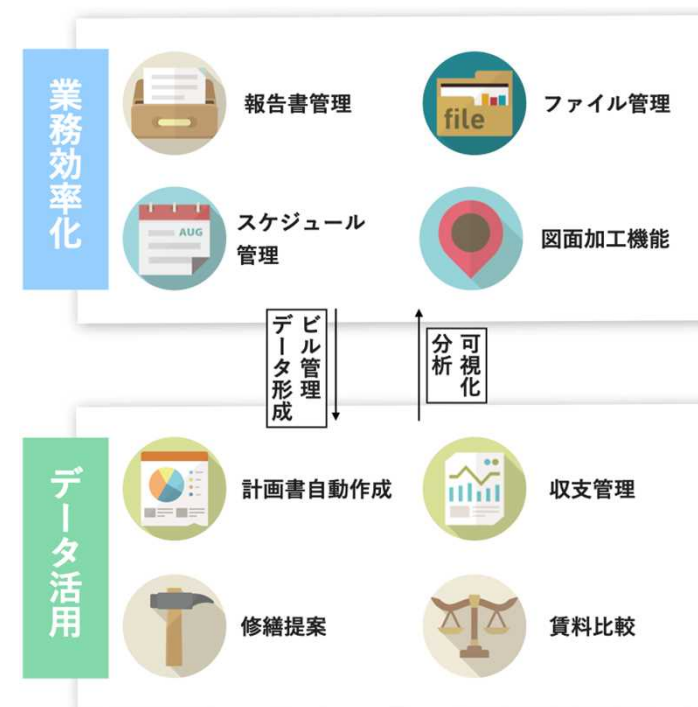 業務効率化
報告書管理
file
ファイル管理
AUG
スケジュール
管理
図面加工機能
ビル管理
データ形成
可視化
分析
データ活用
計画書自動作成
収支管理
修繕提案
賃料比較